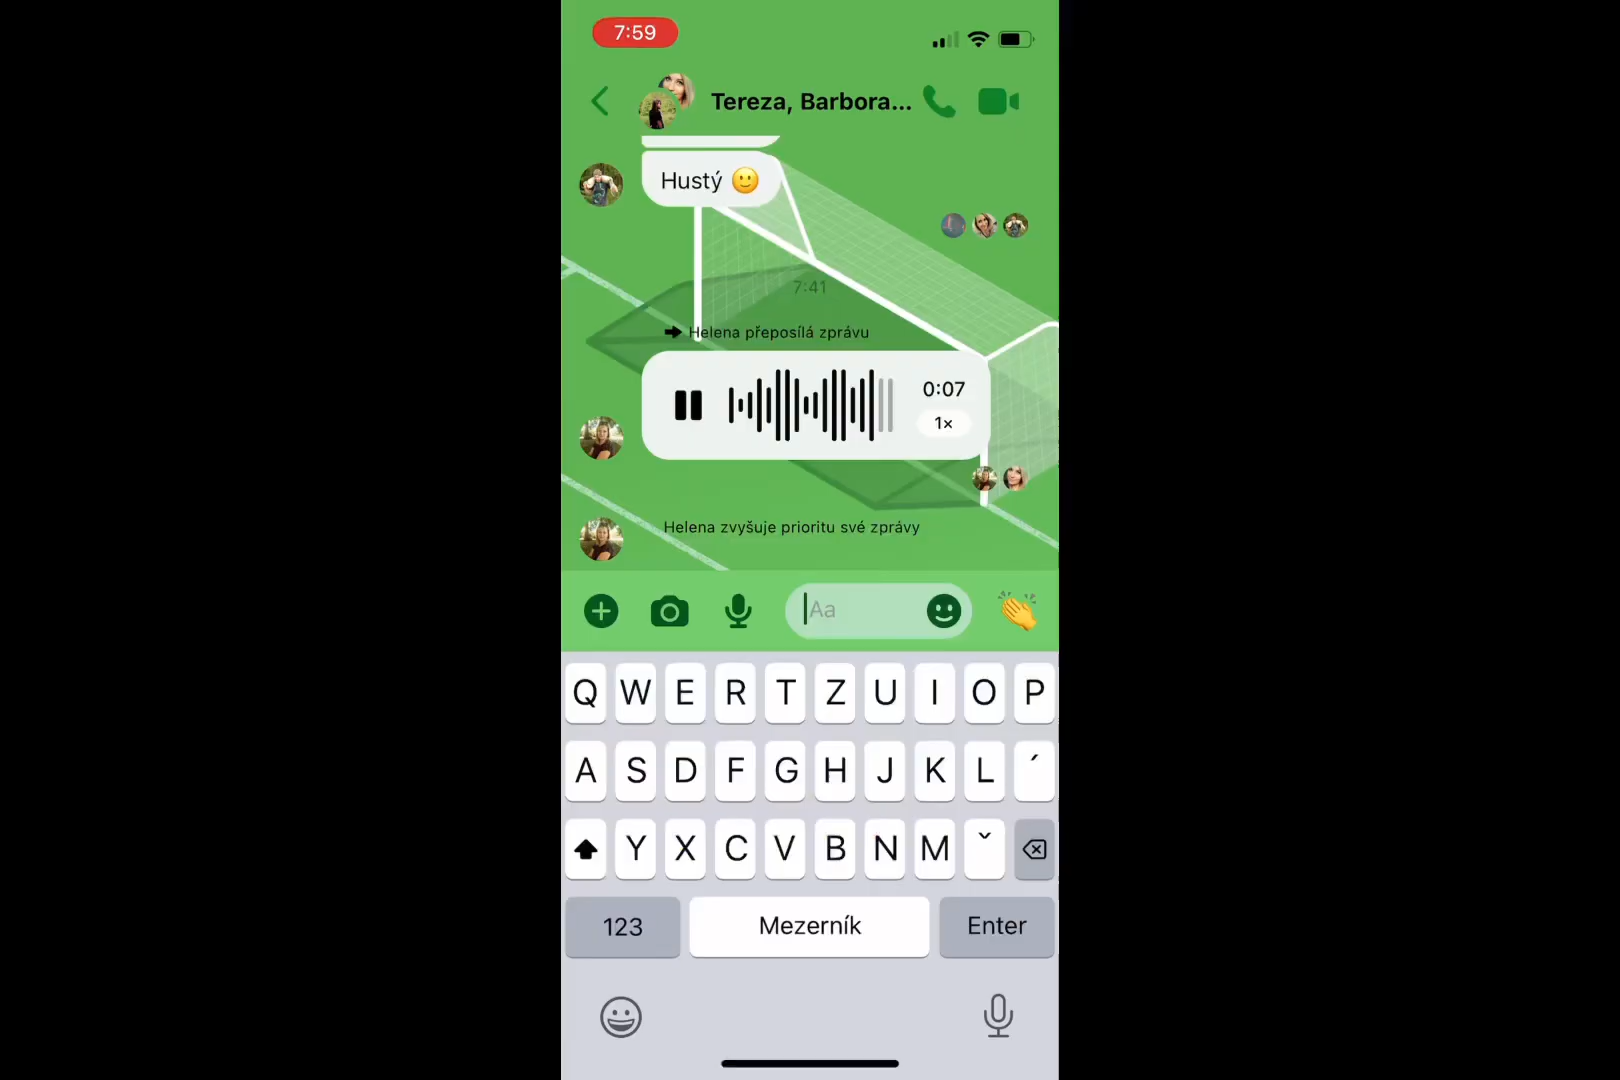 7:59
Tereza, Barbora...
Hustý 🙂
7:41
Helena přeposílá zprávu
0:07
1×
Helena zvyšuje prioritu své zprávy
Aa
Q W E R T Z U I O P
A S D F G H J K L ´
Y X C V B N M ˇ
123 Mezerník Enter